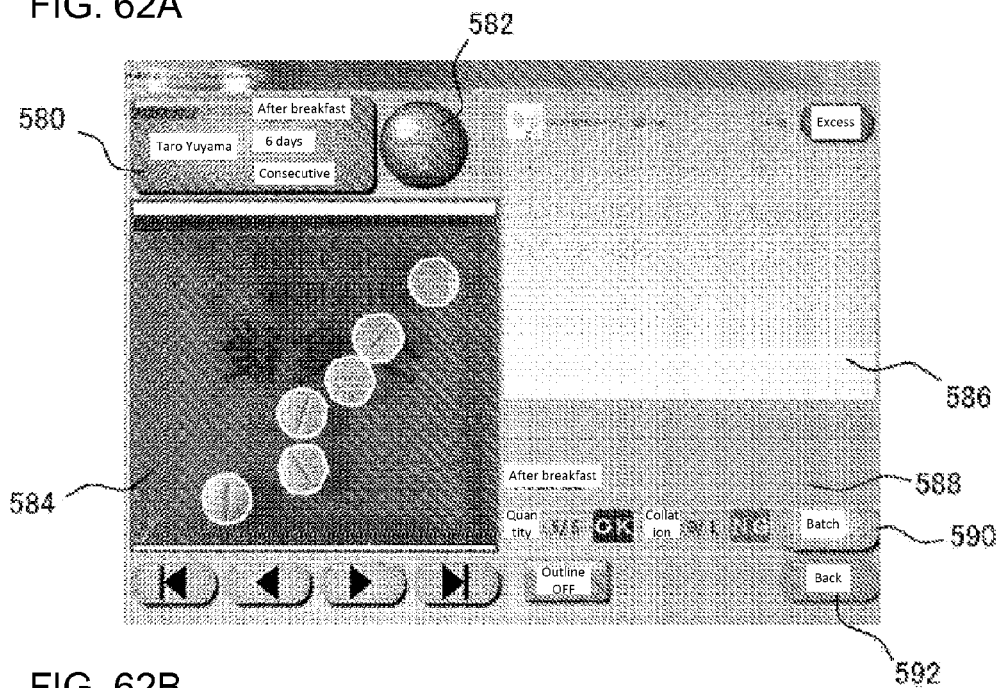 FIG. 62A
582
580
After breakfast
Taro Yuyama
6 days
Consecutive
Excess
586
584
After breakfast
588
Quan
tity
OK
Collat
ion
NG
Batch
590
Outline
OFF
Back
592
FIG. 62B